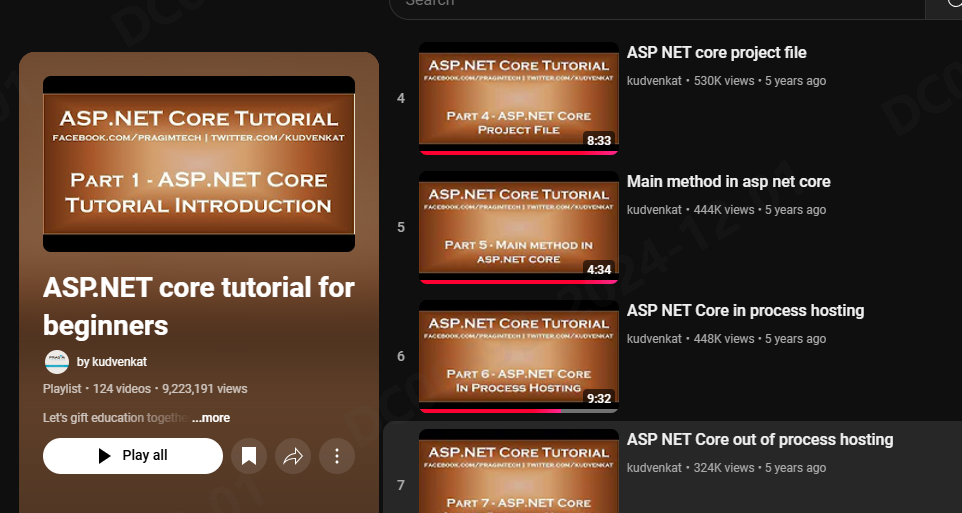 Search
ASP.NET Core Tutorial
facebook.com/pragimtech | twitter.com/kudvenkat
Part 1 - ASP.NET Core
Tutorial Introduction
ASP.NET core tutorial for
beginners
by kudvenkat
Playlist • 124 videos • 9,223,191 views
Let's gift education togethe ...more
Play all
4
ASP.NET Core Tutorial
facebook.com/pragimtech | twitter.com/kudvenkat
Part 4 - ASP.NET Core
Project File
8:33
ASP NET core project file
kudvenkat • 530K views • 5 years ago
5
ASP.NET Core Tutorial
facebook.com/pragimtech | twitter.com/kudvenkat
Part 5 - Main method in
asp.net core
4:34
Main method in asp net core
kudvenkat • 444K views • 5 years ago
6
ASP.NET Core Tutorial
facebook.com/pragimtech | twitter.com/kudvenkat
Part 6 - ASP.NET Core
In Process Hosting
9:32
ASP NET Core in process hosting
kudvenkat • 448K views • 5 years ago
7
ASP.NET Core Tutorial
facebook.com/pragimtech | twitter.com/kudvenkat
Part 7 - ASP.NET Core
ASP NET Core out of process hosting
kudvenkat • 324K views • 5 years ago